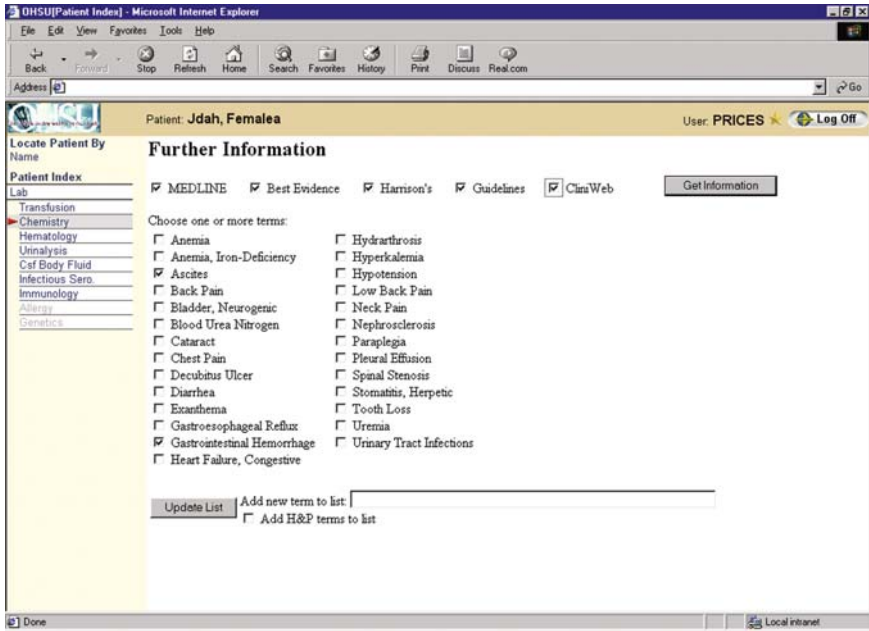 OHSU[Patient Index] - Microsoft Internet Explorer
File Edit View Favorites Tools Help
Back Forward Stop Refresh Home Search Favorites History Print Discuss Real.com
Address Go
OHSU Patient: Jdah, Femalea User: PRICES Log Off
Locate Patient By
Name
Patient Index
Lab
Transfusion
Chemistry
Hematology
Urinalysis
Csf Body Fluid
Infectious Sero.
Immunology
Allergy
Genetics
Further Information
MEDLINE Best Evidence Harrison's Guidelines CliniWeb Get Information
Choose one or more terms:
Anemia
Anemia, Iron-Deficiency
Ascites
Back Pain
Bladder, Neurogenic
Blood Urea Nitrogen
Cataract
Chest Pain
Decubitus Ulcer
Diarrhea
Exanthema
Gastroesophageal Reflux
Gastrointestinal Hemorrhage
Heart Failure, Congestive
Hydrarthrosis
Hyperkalemia
Hypotension
Low Back Pain
Neck Pain
Nephrosclerosis
Paraplegia
Pleural Effusion
Spinal Stenosis
Stomatitis, Herpetic
Tooth Loss
Uremia
Urinary Tract Infections
Update List Add new term to list:
Add H&P terms to list
Done Local intranet